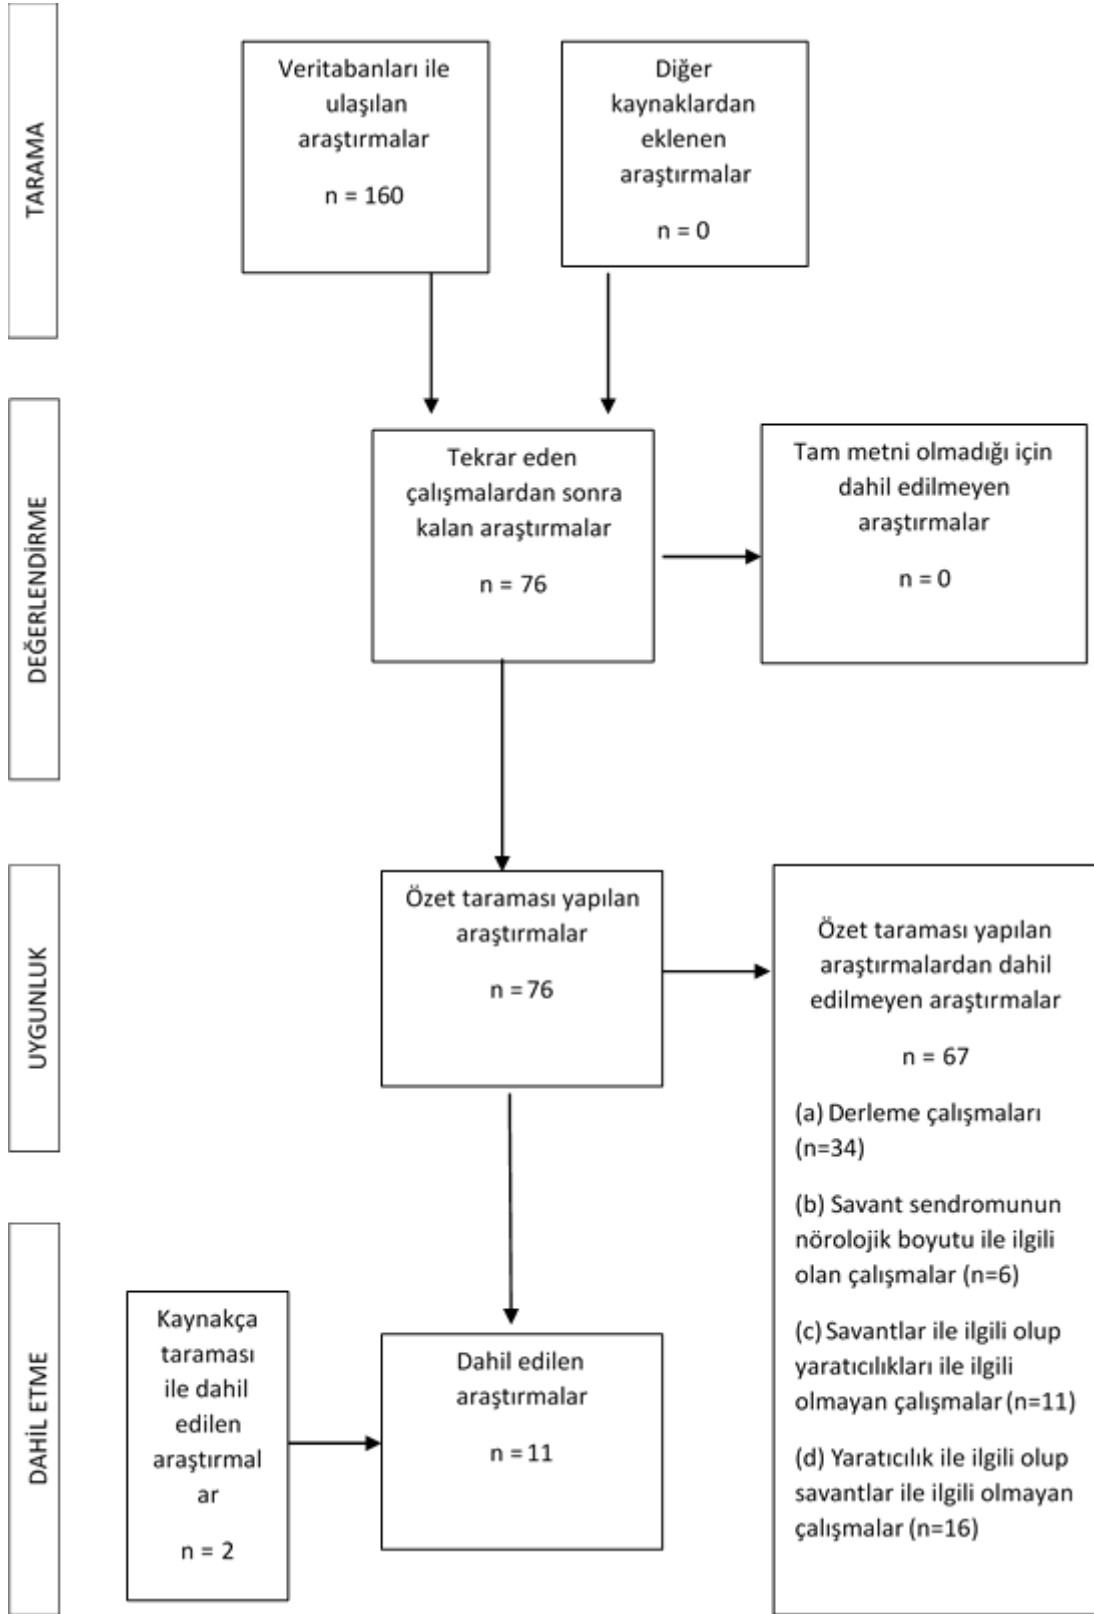 TARAMA
Veritabanları ile
ulaşılan
araştırmalar
n = 160
Diğer
kaynaklardan
eklenen
araştırmalar
n = 0
DEĞERLENDİRME
Tekrar eden
çalışmalardan sonra
kalan araştırmalar
n = 76
Tam metni olmadığı için
dahil edilmeyen
araştırmalar
n = 0
UYGUNLUK
Özet taraması yapılan
araştırmalar
n = 76
Özet taraması yapılan
araştırmalardan dahil
edilmeyen araştırmalar
n = 67
(a) Derleme çalışmaları
(n=34)
(b) Savant sendromunun
nörolojik boyutu ile ilgili
olan çalışmalar (n=6)
(c) Savantlar ile ilgili olup
yaratıcılıkları ile ilgili
olmayan çalışmalar (n=11)
(d) Yaratıcılık ile ilgili olup
savantlar ile ilgili olmayan
çalışmalar (n=16)
DAHİL ETME
Kaynakça
taraması
ile dahil
edilen
araştırmal
ar
n = 2
Dahil edilen
araştırmalar
n = 11